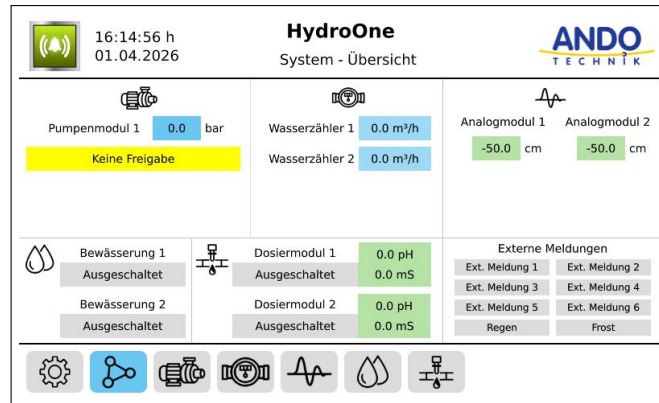 16:14:56 h
01.04.2026
HydroOne
System - Übersicht
ANDO
TECHNIK
Pumpenmodul 1 0.0 bar
Keine Freigabe
Wasserzähler 1 0.0 m³/h
Wasserzähler 2 0.0 m³/h
Analogmodul 1 Analogmodul 2
-50.0 cm -50.0 cm
Bewässerung 1
Ausgeschaltet
Bewässerung 2
Ausgeschaltet
Dosiermodul 1 0.0 pH
Ausgeschaltet 0.0 mS
Dosiermodul 2 0.0 pH
Ausgeschaltet 0.0 mS
Externe Meldungen
Ext. Meldung 1 Ext. Meldung 2
Ext. Meldung 3 Ext. Meldung 4
Ext. Meldung 5 Ext. Meldung 6
Regen Frost